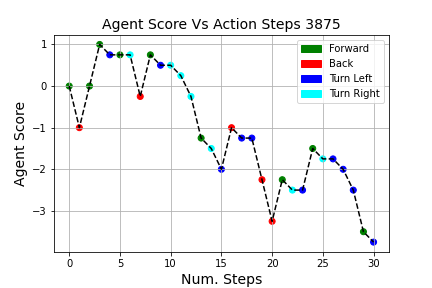 Agent Score Vs Action Steps 3875
Agent Score
1
0
−1
−2
−3
Forward
Back
Turn Left
Turn Right
0 5 10 15 20 25 30
Num. Steps